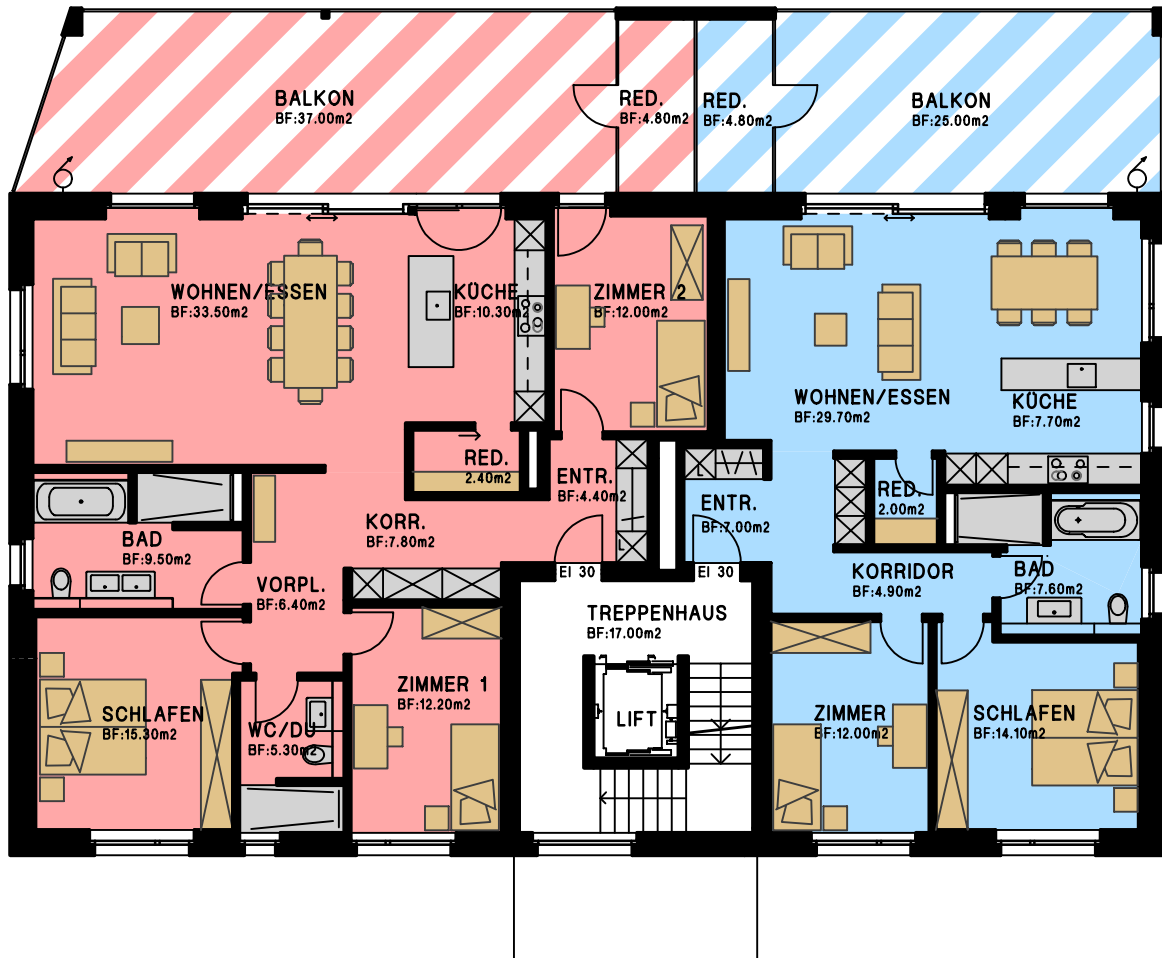 BALKON
BF:37.00m2
RED.
BF:4.80m2
RED.
BF:4.80m2
BALKON
BF:25.00m2
WOHNEN/ESSEN
BF:33.50m2
KÜCHE
BF:10.30m2
ZIMMER 2
BF:12.00m2
WOHNEN/ESSEN
BF:29.70m2
KÜCHE
BF:7.70m2
RED.
2.40m2
ENTR.
BF:4.40m2
L
ENTR.
BF:7.00m2
RED.
2.00m2
KORR.
BF:7.80m2
L
BAD
BF:9.50m2
VORPL.
BF:6.40m2
EI 30
EI 30
KORRIDOR
BF:4.90m2
BAD
BF:7.60m2
TREPPENHAUS
BF:17.00m2
ZIMMER 1
BF:12.20m2
SCHLAFEN
BF:15.30m2
WC/DU
BF:5.30m2
LIFT
ZIMMER
BF:12.00m2
SCHLAFEN
BF:14.10m2